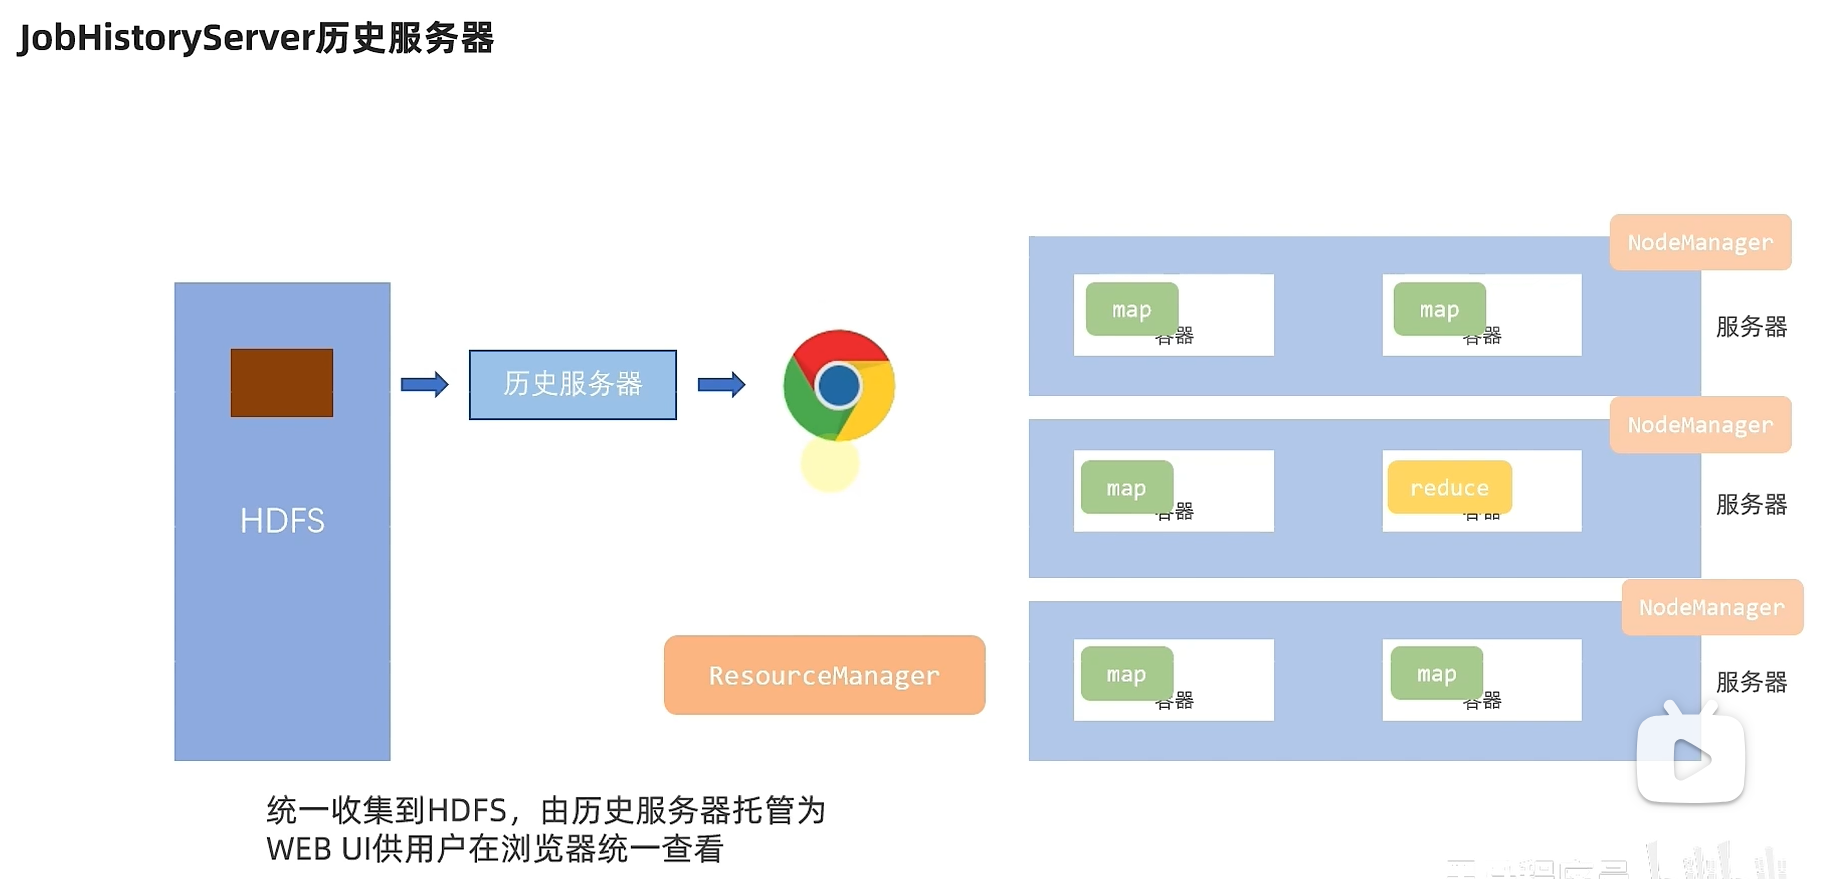 JobHistoryServer历史服务器
NodeManager
map
容器
map
容器
服务器
历史服务器
NodeManager
map
容器
reduce
容器
服务器
HDFS
NodeManager
map
容器
map
容器
服务器
ResourceManager
统一收集到HDFS，由历史服务器托管为
WEB UI供用户在浏览器统一查看